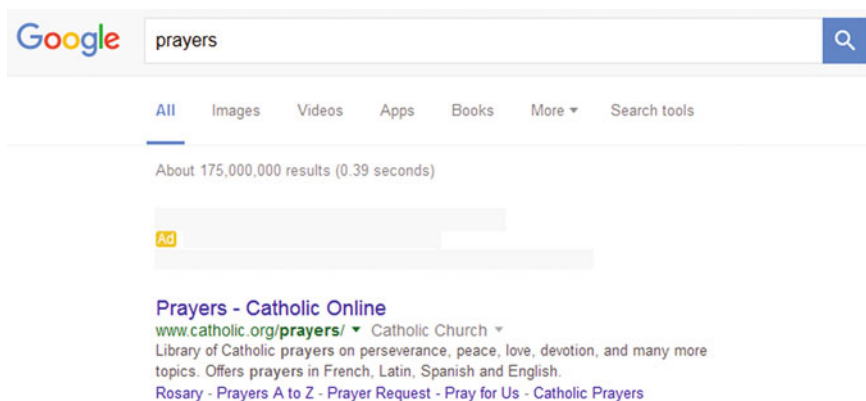 Google prayers
All Images Videos Apps Books More Search tools
About 175,000,000 results (0.39 seconds)
Ad
Prayers - Catholic Online
www.catholic.org/prayers/ Catholic Church
Library of Catholic prayers on perseverance, peace, love, devotion, and many more
topics. Offers prayers in French, Latin, Spanish and English.
Rosary - Prayers A to Z - Prayer Request - Pray for Us - Catholic Prayers